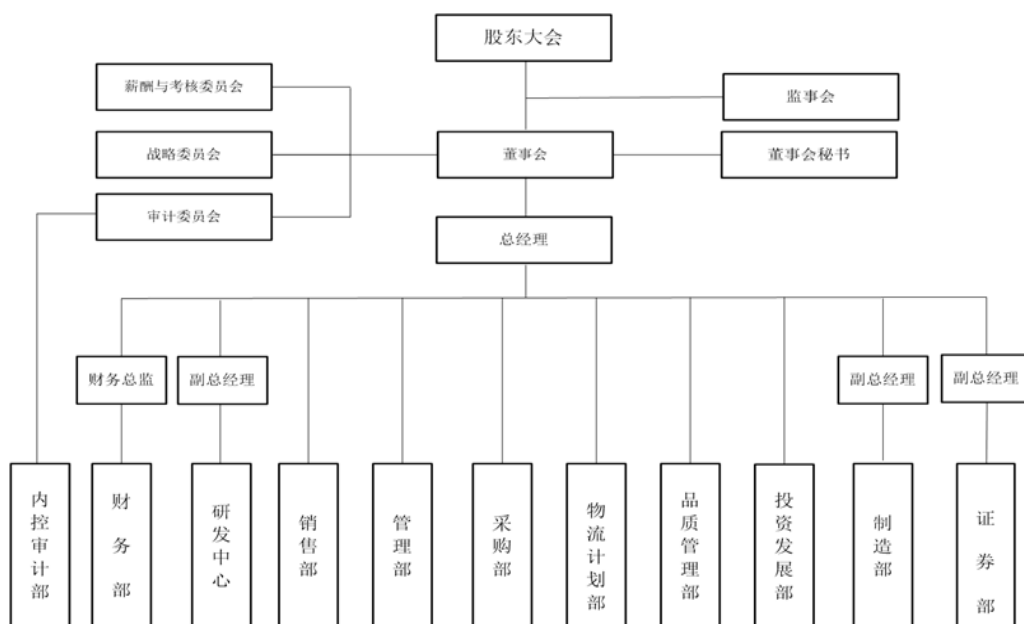 股东大会
薪酬与考核委员会
监事会
战略委员会
董事会
董事会秘书
审计委员会
总经理
财务总监
副总经理
副总经理
副总经理
内控审计部
财务部
研发中心
销售部
管理部
采购部
物流计划部
品质管理部
投资发展部
制造部
证券部